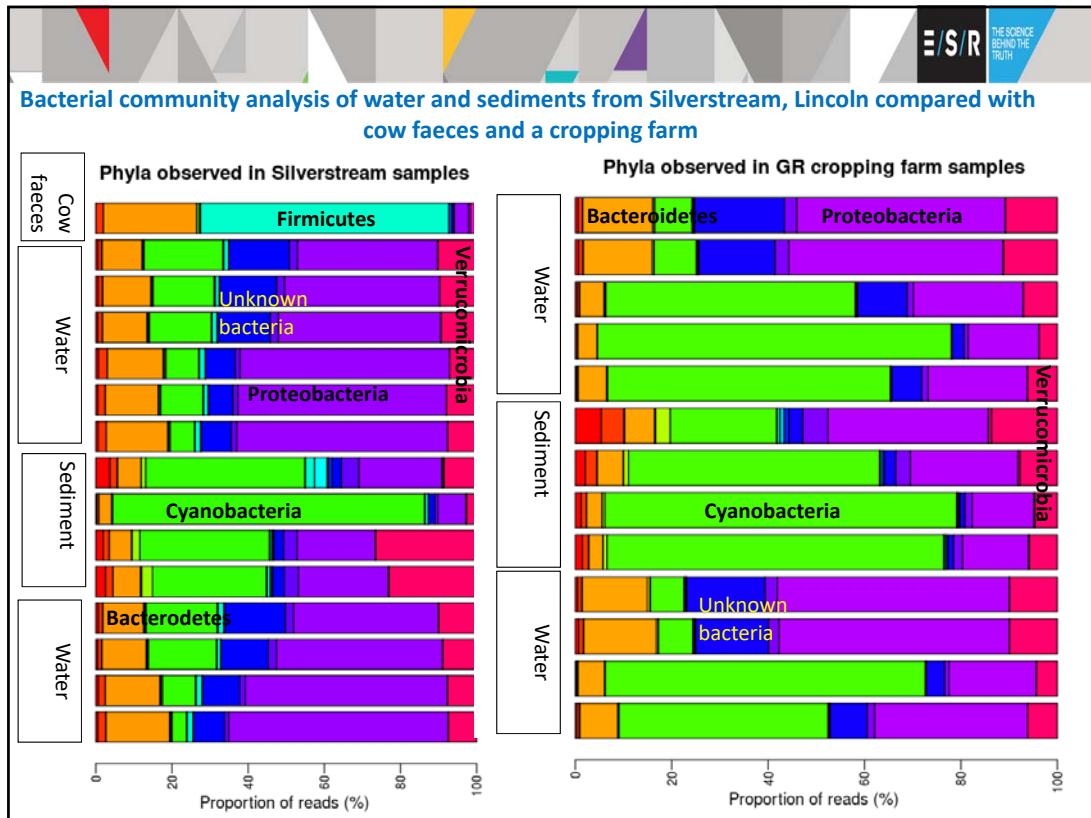 E/S/R
THE SCIENCE
BEHIND THE
TRUTH
Bacterial community analysis of water and sediments from Silverstream, Lincoln compared with
cow faeces and a cropping farm
Phyla observed in Silverstream samples
Cow
faeces
Water
Sediment
Water
Firmicutes
Unknown
bacteria
Verrucomicrobia
Proteobacteria
Cyanobacteria
Bacterodetes
0
20
40
60
80
100
Proportion of reads (%)
Phyla observed in GR cropping farm samples
Water
Sediment
Water
Bacteroidetes
Proteobacteria
Verrucomicrobia
Cyanobacteria
Unknown
bacteria
0
20
40
60
80
100
Proportion of reads (%)